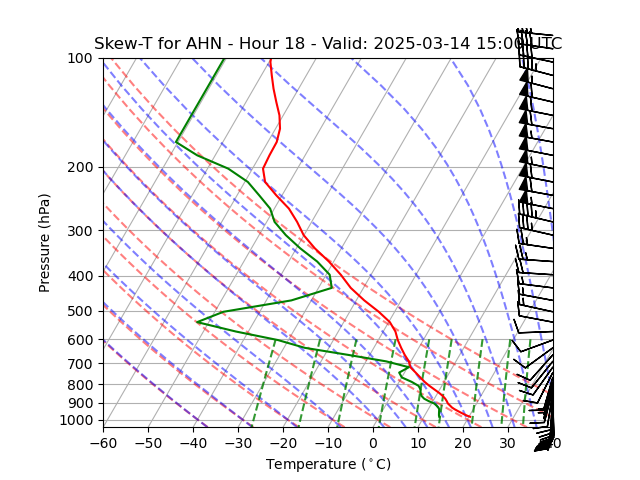 Skew-T for AHN - Hour 18 - Valid: 2025-03-14 15:00 UTC
100
200
300
400
500
600
700
800
900
1000
Pressure (hPa)
−60 −50 −40 −30 −20 −10 0 10 20 30 40
Temperature (°C)